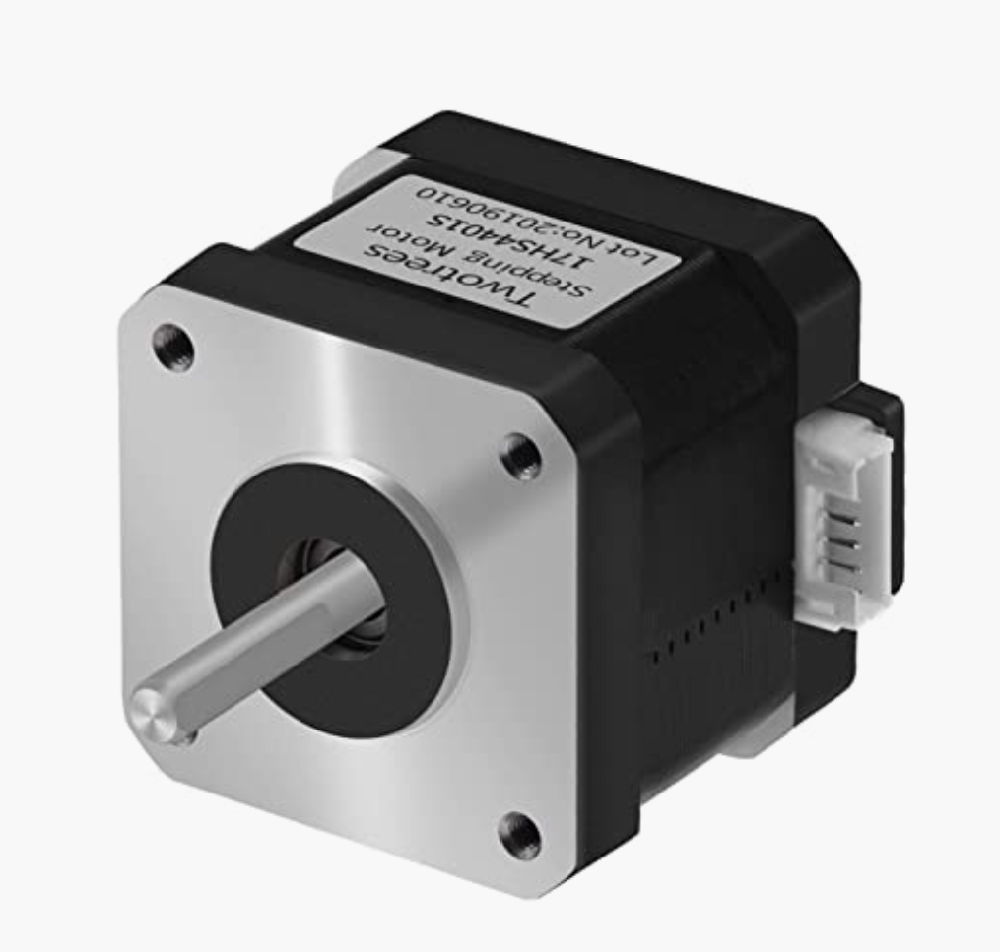 Twotrees
Stepping Motor
17HS4401S
Lot No:20190610